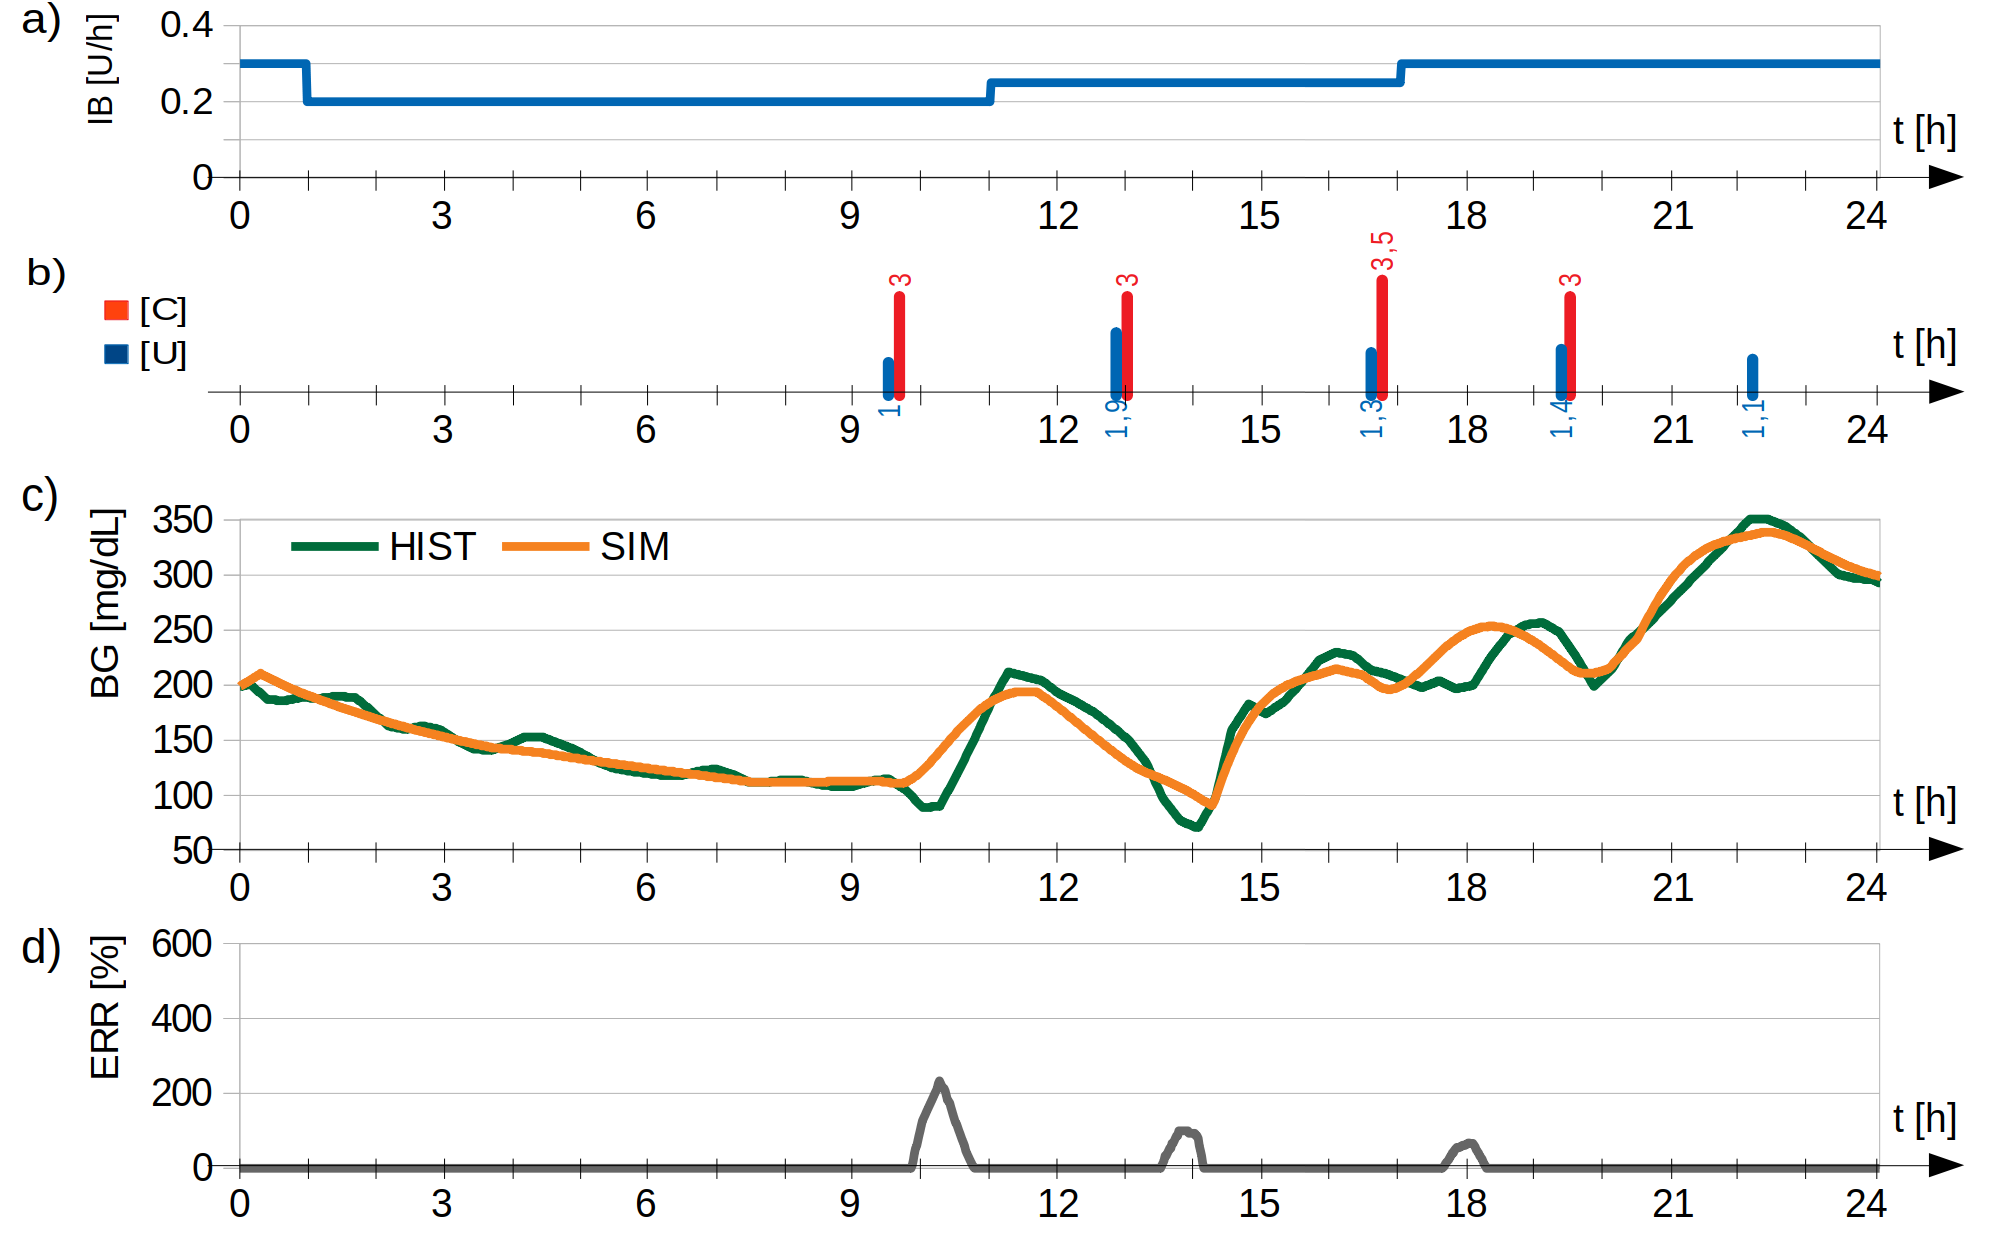 a)
IB [U/h]
0.4
0.2
0
t [h]
0 3 6 9 12 15 18 21 24
b)
[C]
[U]
3 3 3,5 3
t [h]
1 1,9 1,3 1,4 1,1
0 3 6 9 12 15 18 21 24
c)
BG [mg/dL]
350
HIST SIM
300
250
200
150
100
t [h]
50
0 3 6 9 12 15 18 21 24
d)
ERR [%]
600
400
200
t [h]
0
0 3 6 9 12 15 18 21 24